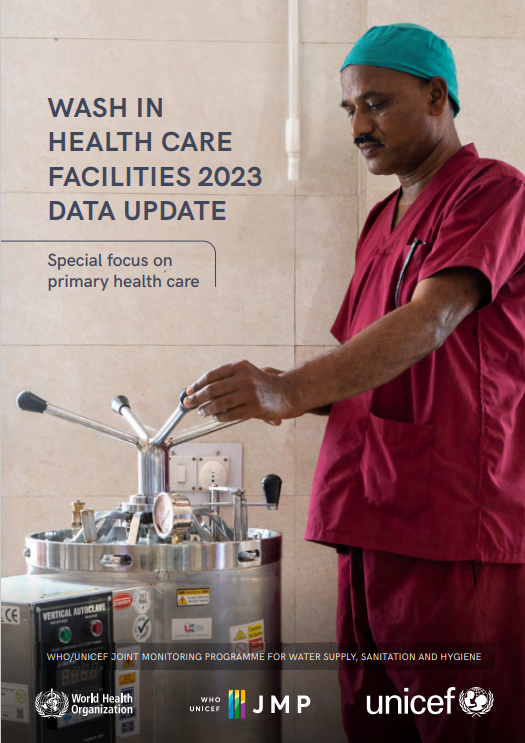 WASH IN
HEALTH CARE
FACILITIES 2023
DATA UPDATE
Special focus on
primary health care
CE
VERTICAL AUTOCLAVE
WHO/UNICEF JOINT MONITORING PROGRAMME FOR WATER SUPPLY, SANITATION AND HYGIENE
World Health
Organization
WHO
UNICEF
JMP
unicef